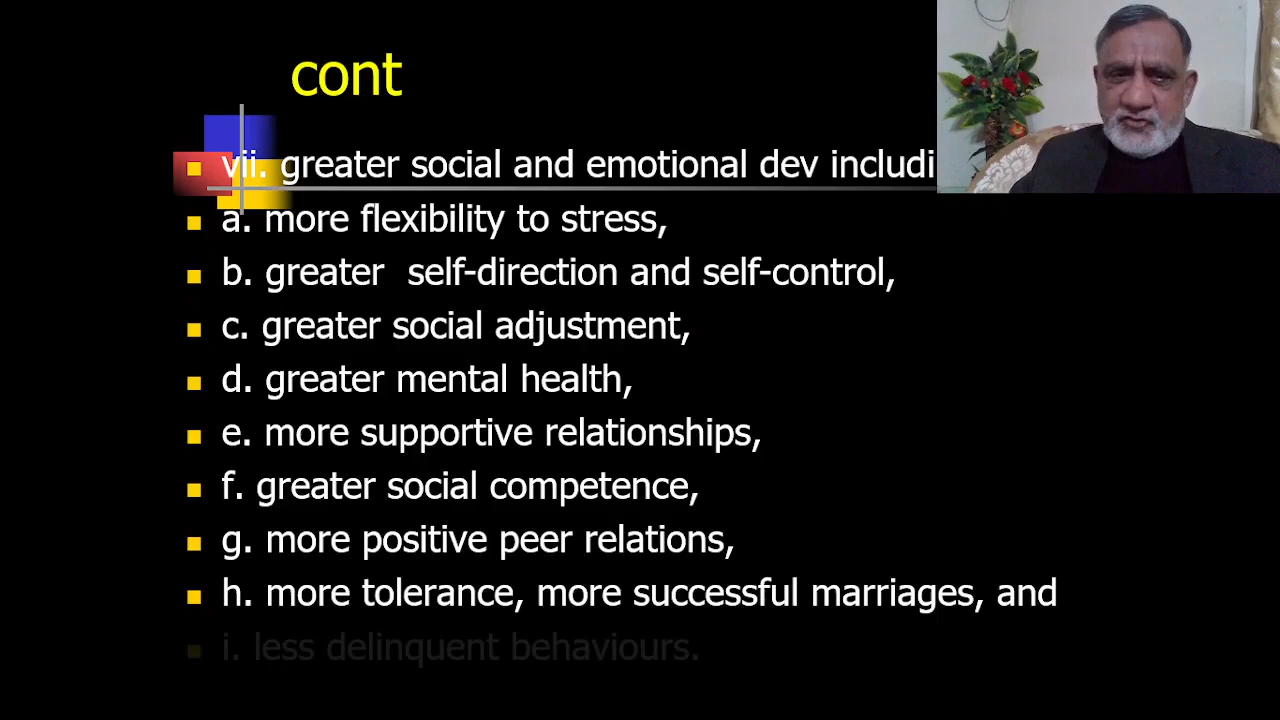 cont
vii. greater social and emotional dev includi
a. more flexibility to stress,
b. greater self-direction and self-control,
c. greater social adjustment,
d. greater mental health,
e. more supportive relationships,
f. greater social competence,
g. more positive peer relations,
h. more tolerance, more successful marriages, and
i. less delinquent behaviours.